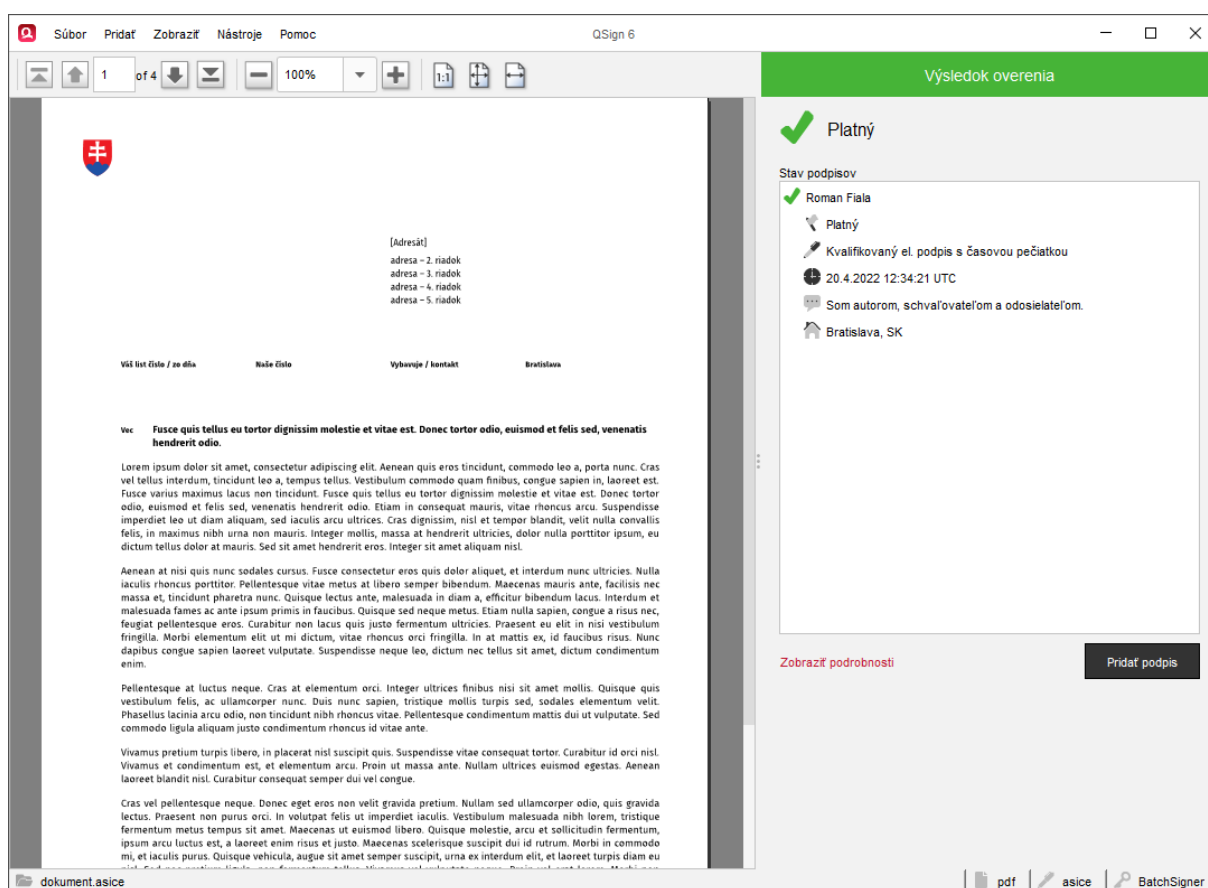 QSign 6
Súbor Pridať Zobraziť Nástroje Pomoc
1 of 4 100% 1:1
Výsledok overenia
Platný
Stav podpisov
Roman Fiala
Platný
Kvalifikovaný el. podpis s časovou pečiatkou
20.4.2022 12:34:21 UTC
Som autorom, schvaľovateľom a odosielateľom.
Bratislava, SK
Zobraziť podrobnosti
Pridať podpis
[Adresát]
adresa – 2. riadok
adresa – 3. riadok
adresa – 4. riadok
adresa – 5. riadok
Váš list číslo / zo dňa Naše číslo Vybavuje / kontakt Bratislava
Vec Fusce quis tellus eu tortor dignissim molestie et vitae est. Donec tortor odio, euismod et felis sed, venenatis
hendrerit odio.
Lorem ipsum dolor sit amet, consectetur adipiscing elit. Aenean quis eros tincidunt, commodo leo a, porta nunc. Cras
vel tellus interdum, tincidunt leo a, tempus tellus. Vestibulum commodo quam finibus, congue sapien in, laoreet est.
Fusce varius maximus lacus non tincidunt. Fusce quis tellus eu tortor dignissim molestie et vitae est. Donec tortor
odio, euismod et felis sed, venenatis hendrerit odio. Etiam in consequat mauris, vitae rhoncus arcu. Suspendisse
imperdiet leo ut diam aliquam, sed iaculis arcu ultrices. Cras dignissim, nisl et tempor blandit, velit nulla convallis
felis, in maximus nibh urna non mauris. Integer mollis, massa at hendrerit ultricies, dolor nulla porttitor ipsum, eu
dictum tellus dolor at mauris. Sed sit amet hendrerit eros. Integer sit amet aliquam nisl.
Aenean at nisi quis nunc sodales cursus. Fusce consectetur eros quis dolor aliquet, et interdum nunc ultricies. Nulla
iaculis rhoncus porttitor. Pellentesque vitae metus at libero semper bibendum. Maecenas mauris ante, facilisis nec
massa et, tincidunt pharetra nunc. Quisque lectus ante, malesuada in diam a, efficitur bibendum lacus. Interdum et
malesuada fames ac ante ipsum primis in faucibus. Quisque sed neque metus. Etiam nulla sapien, congue a risus nec,
feugiat pellentesque eros. Curabitur non lacus quis justo fermentum ultricies. Praesent eu elit in nisi vestibulum
fringilla. Morbi elementum elit ut mi dictum, vitae rhoncus orci fringilla. In at mattis ex, id faucibus risus. Nunc
dapibus congue sapien laoreet vulputate. Suspendisse neque leo, dictum nec tellus sit amet, dictum condimentum
enim.
Pellentesque at luctus neque. Cras at elementum orci. Integer ultrices finibus nisi sit amet mollis. Quisque quis
vestibulum felis, ac ullamcorper nunc. Duis nunc sapien, tristique mollis turpis sed, sodales elementum velit.
Phasellus lacinia arcu odio, non tincidunt nibh rhoncus vitae. Pellentesque condimentum mattis dui ut vulputate. Sed
commodo ligula aliquam justo condimentum rhoncus id vitae ante.
Vivamus pretium turpis libero, in placerat nisl suscipit quis. Suspendisse vitae consequat tortor. Curabitur id orci nisl.
Vivamus et condimentum est, et elementum arcu. Proin ut massa ante. Nullam ultrices euismod egestas. Aenean
laoreet blandit nisl. Curabitur consequat semper dui vel congue.
Cras vel pellentesque neque. Donec eget eros non velit gravida pretium. Nullam sed ullamcorper odio, quis gravida
lectus. Praesent non purus orci. In volutpat felis ut imperdiet iaculis. Vestibulum malesuada nibh lorem, tristique
fermentum metus tempus sit amet. Maecenas ut euismod libero. Quisque molestie, arcu et sollicitudin fermentum,
ipsum arcu luctus est, a laoreet enim risus et justo. Maecenas scelerisque suscipit dui id rutrum. Morbi in commodo
mi, et iaculis purus. Quisque vehicula, augue sit amet semper suscipit, urna ex interdum elit, et laoreet turpis diam eu
dokument.asice
pdf asice BatchSigner